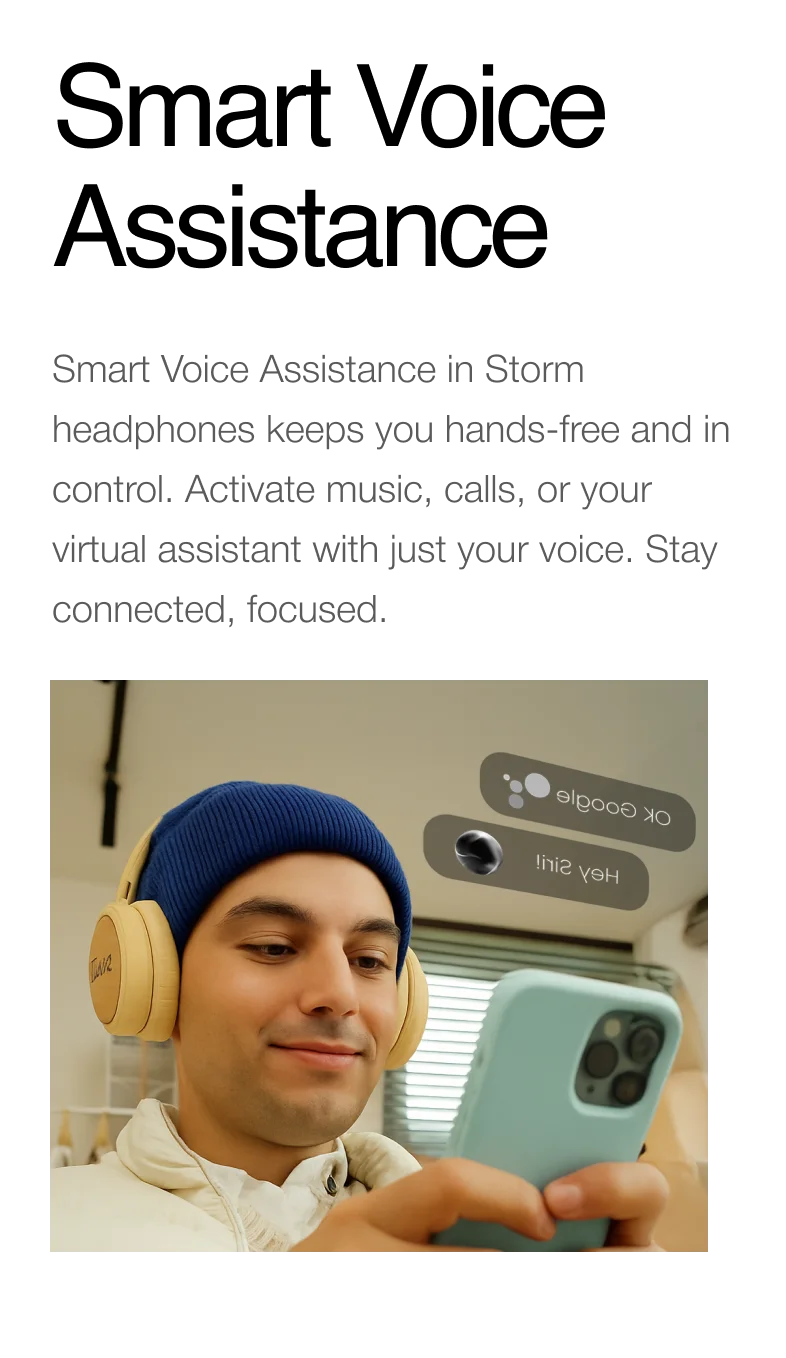 Smart Voice
Assistance
Smart Voice Assistance in Storm
headphones keeps you hands-free and in
control. Activate music, calls, or your
virtual assistant with just your voice. Stay
connected, focused.
OK Google
Hey Siri!